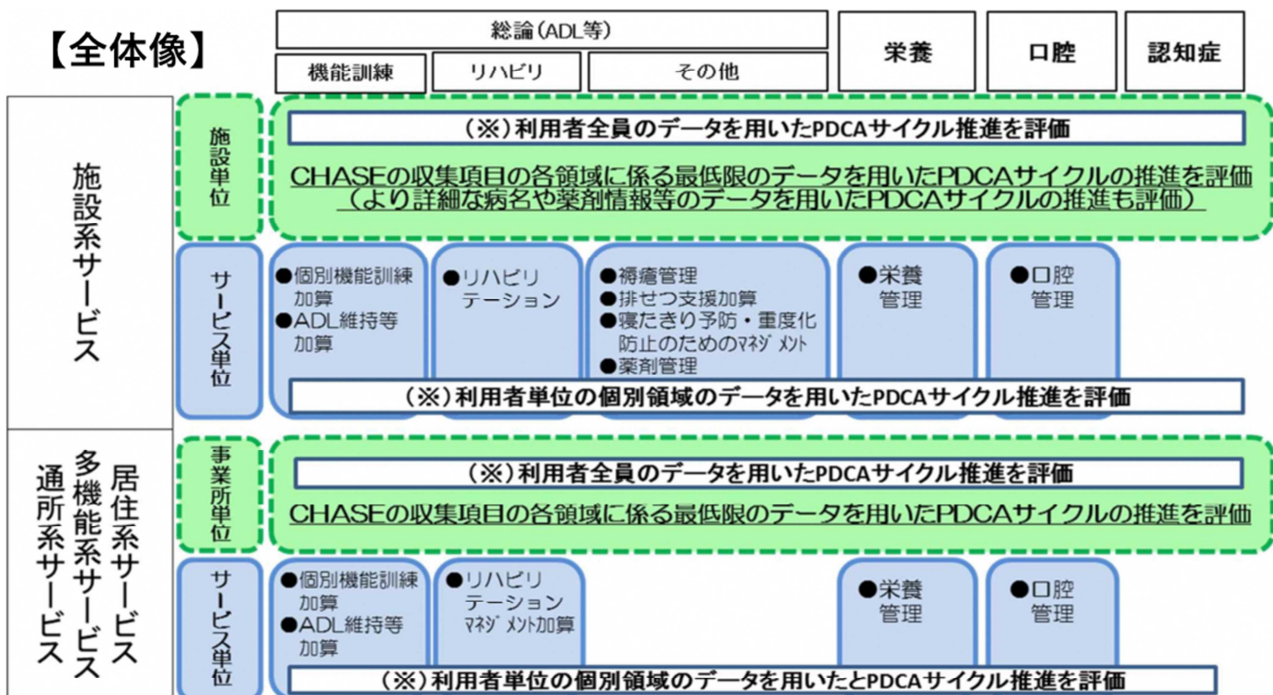 【全体像】
総論(ADL等)
機能訓練
リハビリ
その他
栄養
口腔
認知症
施設系サービス
施設単位
(※)利用者全員のデータを用いたPDCAサイクル推進を評価
CHASEの収集項目の各領域に係る最低限のデータを用いたPDCAサイクルの推進を評価
(より詳細な病名や薬剤情報等のデータを用いたPDCAサイクルの推進も評価)
サービス単位
●個別機能訓練
加算
●ADL維持等
加算
●リハビリ
テーション
●褥瘡管理
●排せつ支援加算
●寝たきり予防・重度化
防止のためのマネジメント
●薬剤管理
●栄養
管理
●口腔
管理
(※)利用者単位の個別領域のデータを用いたPDCAサイクル推進を評価
居住系サービス
多機能系サービス
通所系サービス
事業所単位
(※)利用者全員のデータを用いたPDCAサイクル推進を評価
CHASEの収集項目の各領域に係る最低限のデータを用いたPDCAサイクルの推進を評価
サービス単位
●個別機能訓練
加算
●ADL維持等
加算
●リハビリ
テーション
マネジメント加算
●栄養
管理
●口腔
管理
(※)利用者単位の個別領域のデータを用いたとPDCAサイクル推進を評価